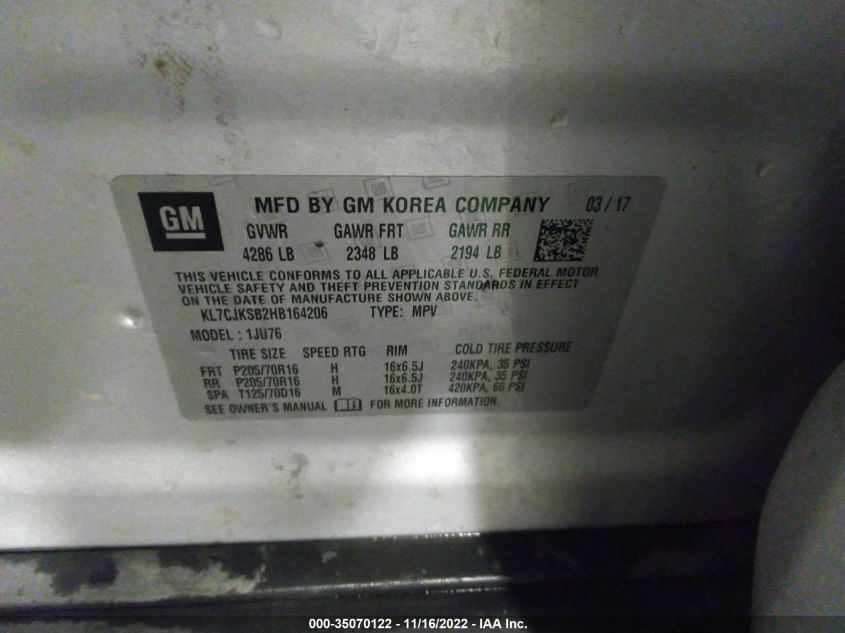 GM
MFD BY GM KOREA COMPANY 03 / 17
GVWR GAWR FRT GAWR RR
4286 LB 2348 LB 2194 LB
THIS VEHICLE CONFORMS TO ALL APPLICABLE U.S. FEDERAL MOTOR
VEHICLE SAFETY AND THEFT PREVENTION STANDARDS IN EFFECT
ON THE DATE OF MANUFACTURE SHOWN ABOVE.
KL7CJKSB2HB164206 TYPE: MPV
MODEL : 1JU76
TIRE SIZE SPEED RTG RIM COLD TIRE PRESSURE
FRT P205/70R16 H 16x6.5J 240KPA, 35 PSI
RR P205/70R16 H 16x6.5J 240KPA, 35 PSI
SPA T125/70D16 M 16x4.0T 420KPA, 60 PSI
SEE OWNER'S MANUAL FOR MORE INFORMATION.
000-35070122 - 11/16/2022 - IAA Inc.